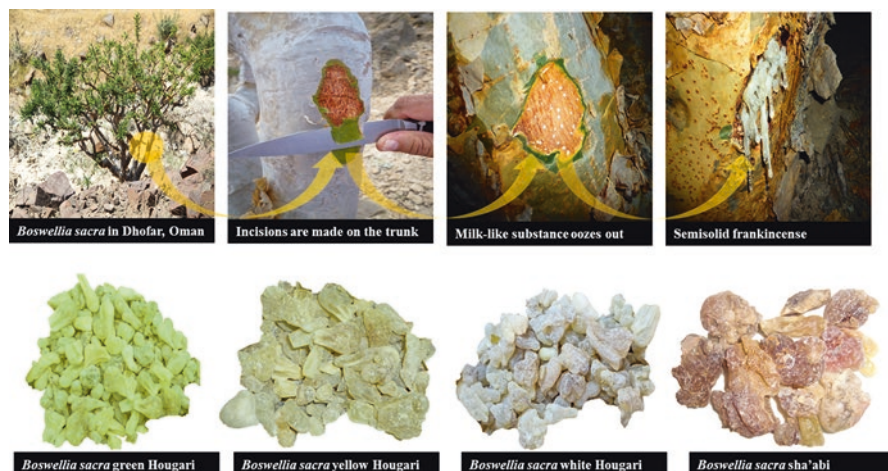 Boswellia sacra in Dhofar, Oman
Incisions are made on the trunk
Milk-like substance oozes out
Semisolid frankincense
Boswellia sacra green Hougari
Boswellia sacra yellow Hougari
Boswellia sacra white Hougari
Boswellia sacra sha'abi